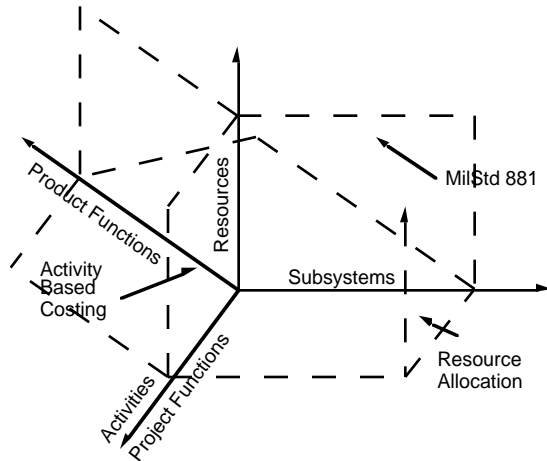 Resources
MilStd 881
Product Functions
Activity
Based
Costing
Subsystems
Resource
Allocation
Activities
Project Functions